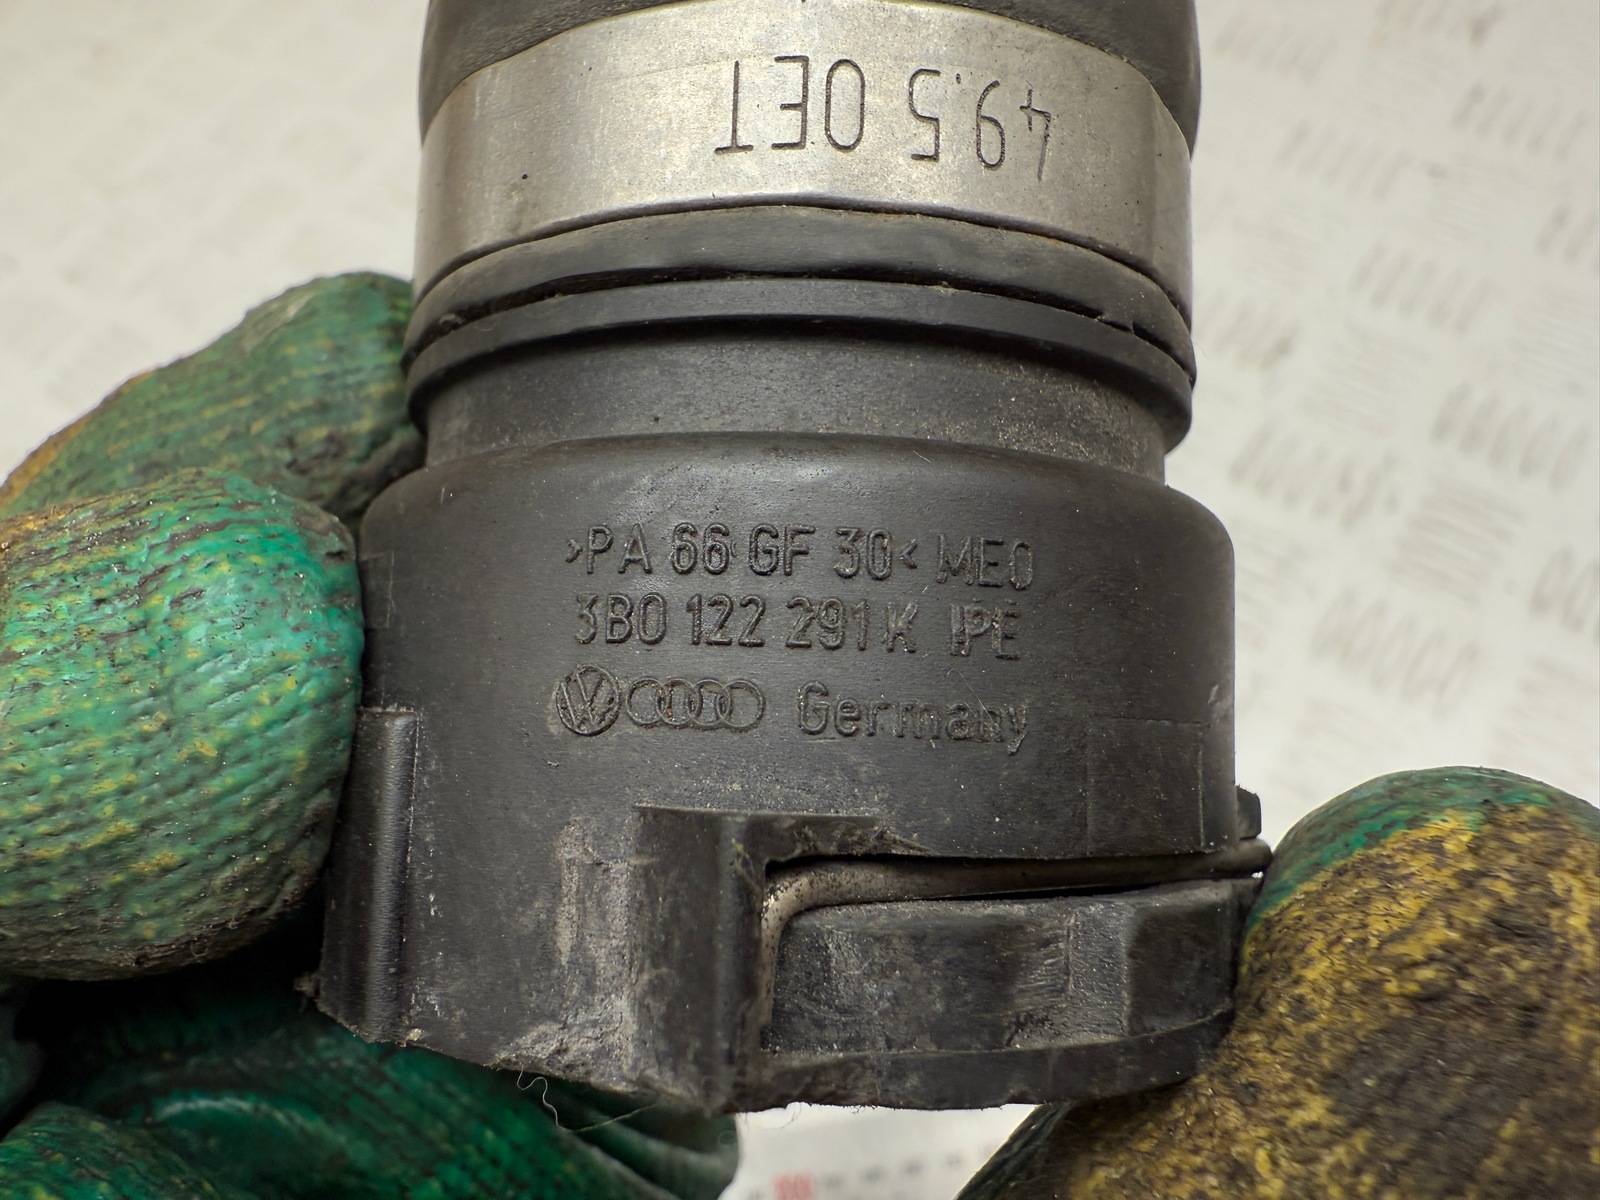 49.5 OET
>PA 66 GF 30< MEO
3B0 122 291 K IPE
Germany